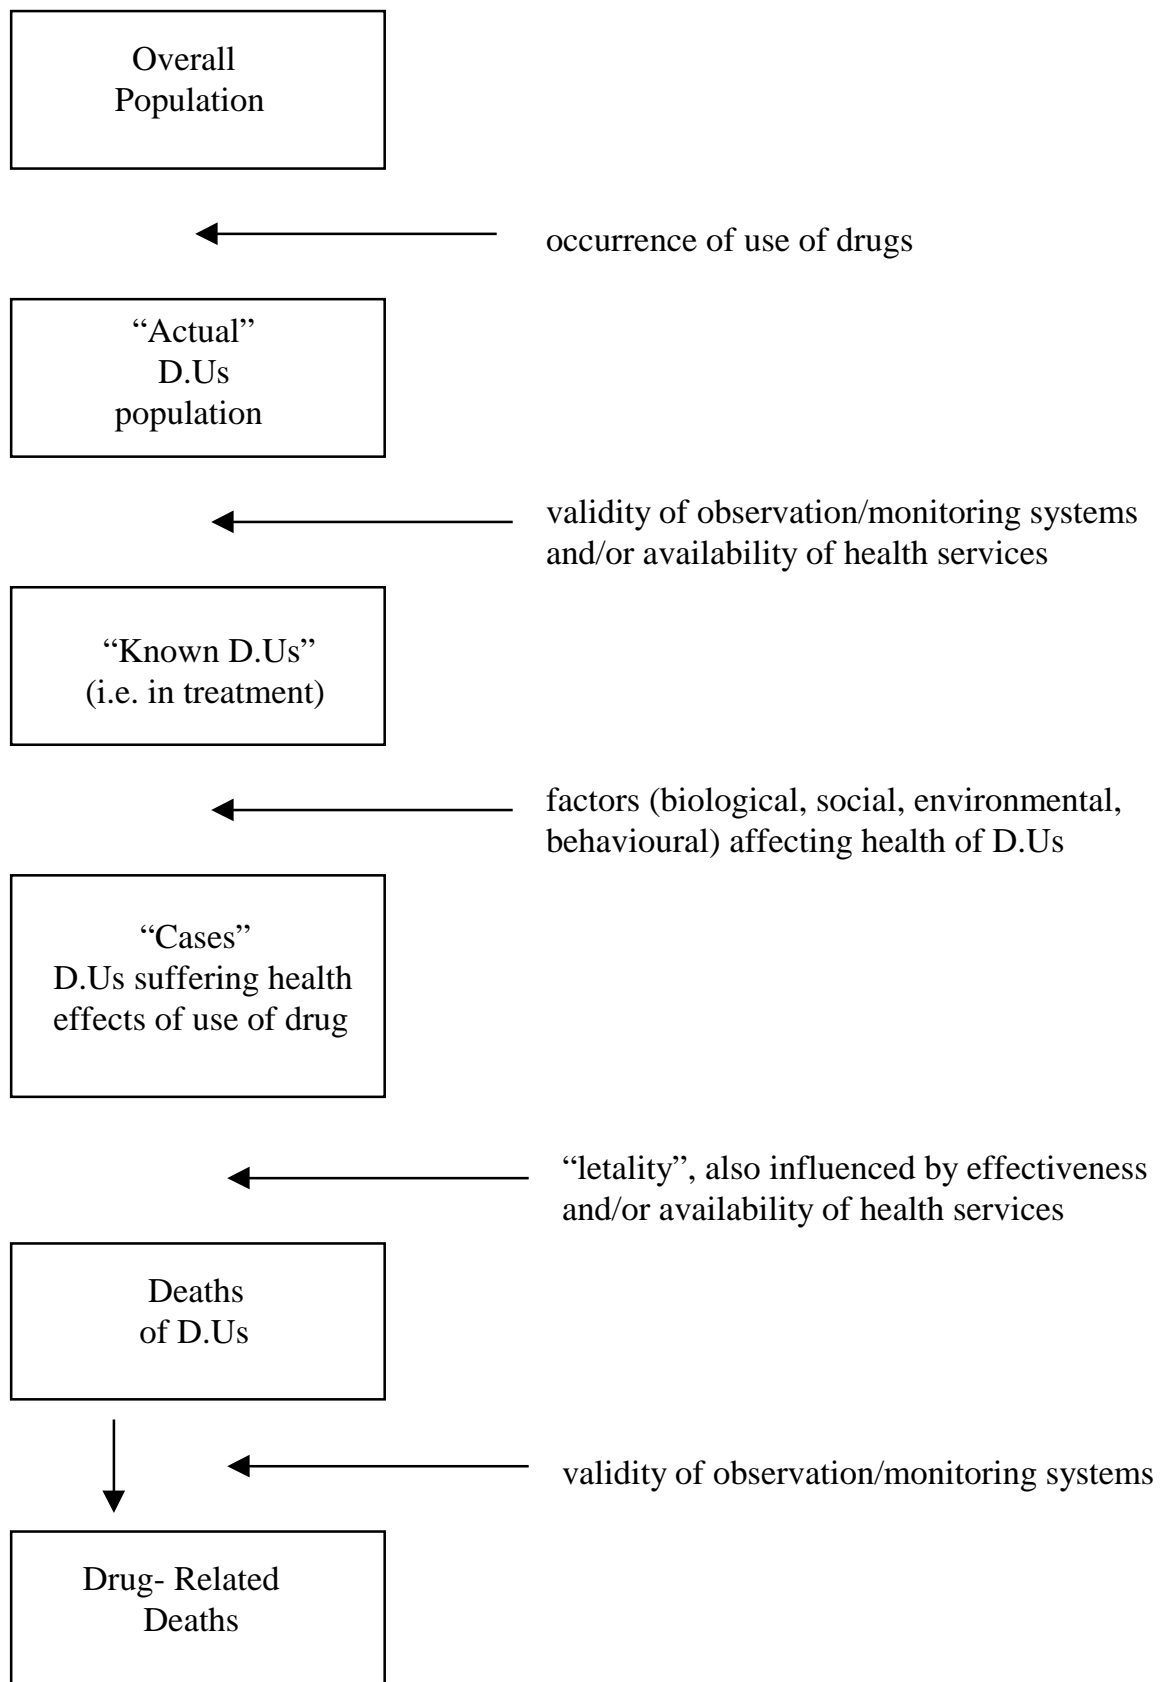 Overall
Population
occurrence of use of drugs
“Actual”
D.Us
population
validity of observation/monitoring systems
and/or availability of health services
“Known D.Us”
(i.e. in treatment)
factors (biological, social, environmental,
behavioural) affecting health of D.Us
“Cases”
D.Us suffering health
effects of use of drug
“letality”, also influenced by effectiveness
and/or availability of health services
Deaths
of D.Us
validity of observation/monitoring systems
Drug- Related
Deaths